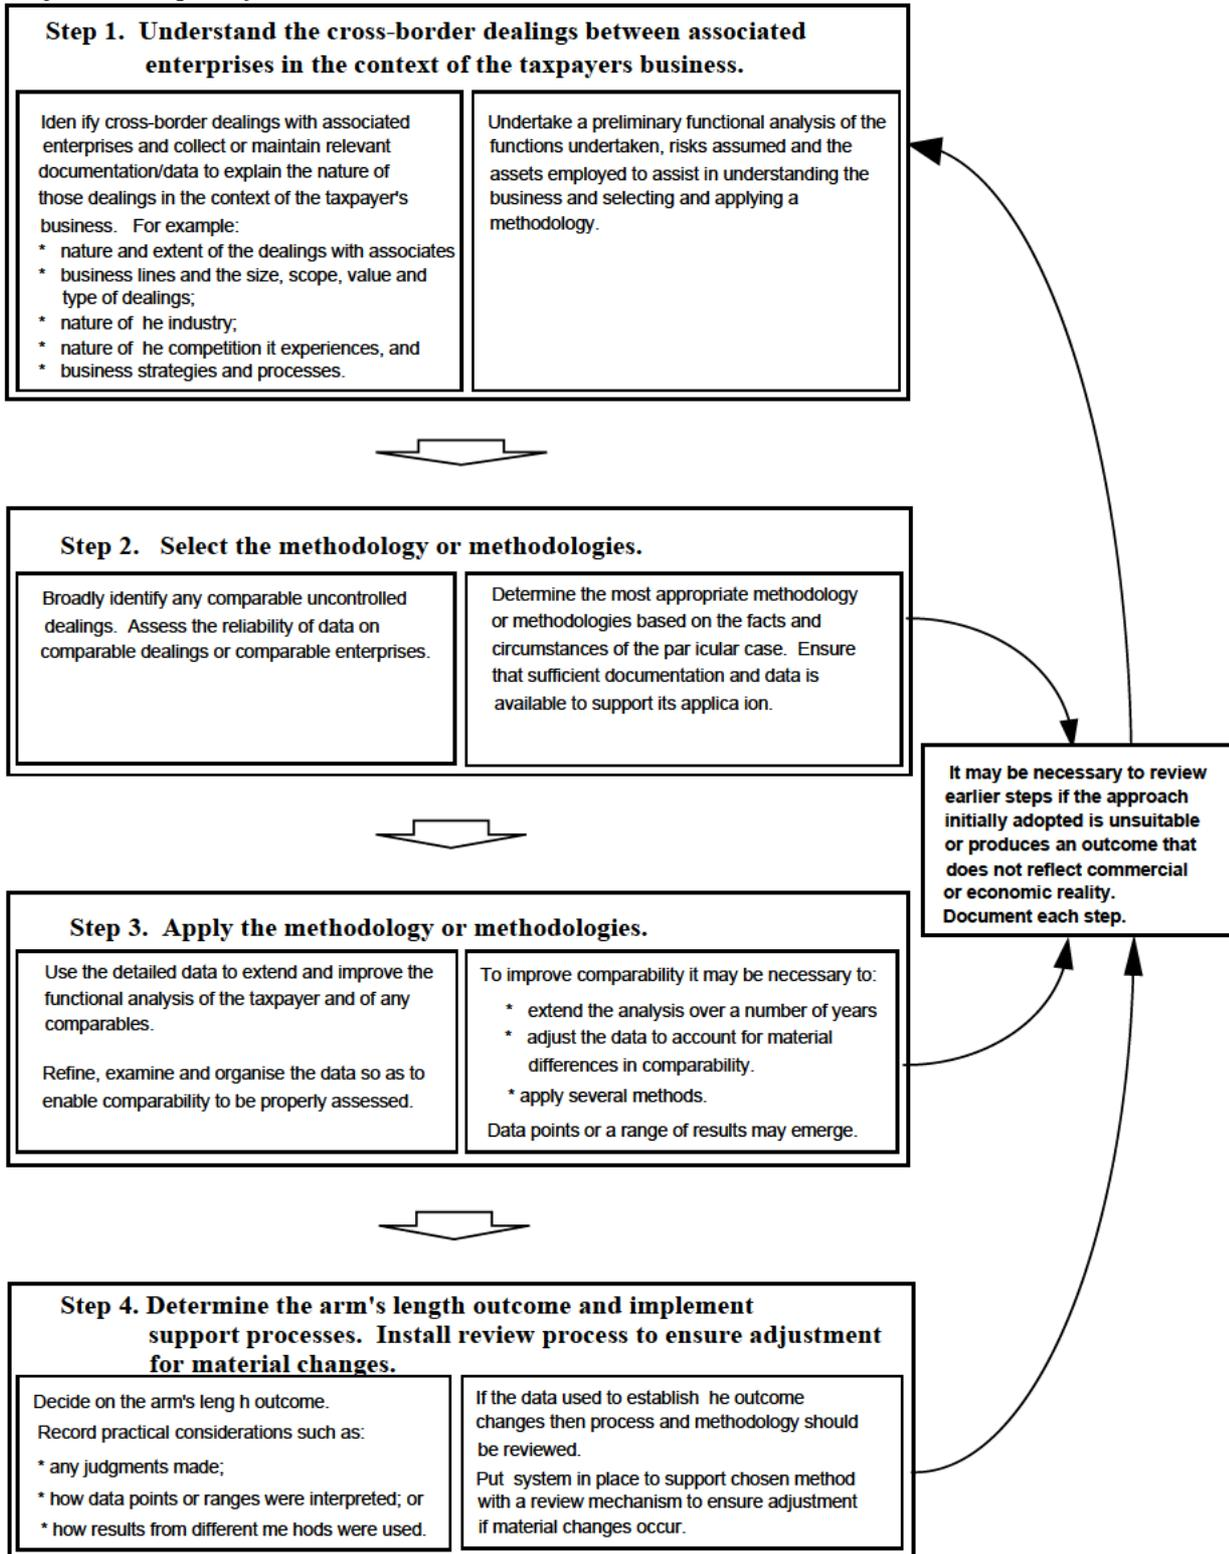 Step 1. Understand the cross-border dealings between associated
enterprises in the context of the taxpayers business.
Iden ify cross-border dealings with associated
enterprises and collect or maintain relevant
documentation/data to explain the nature of
those dealings in the context of the taxpayer's
business. For example:
* nature and extent of the dealings with associates
* business lines and the size, scope, value and
type of dealings;
* nature of he industry;
* nature of he competition it experiences, and
* business strategies and processes.
Undertake a preliminary functional analysis of the
functions undertaken, risks assumed and the
assets employed to assist in understanding the
business and selecting and applying a
methodology.
Step 2. Select the methodology or methodologies.
Broadly identify any comparable uncontrolled
dealings. Assess the reliability of data on
comparable dealings or comparable enterprises.
Determine the most appropriate methodology
or methodologies based on the facts and
circumstances of the par icular case. Ensure
that sufficient documentation and data is
available to support its applica ion.
It may be necessary to review
earlier steps if the approach
initially adopted is unsuitable
or produces an outcome that
does not reflect commercial
or economic reality.
Document each step.
Step 3. Apply the methodology or methodologies.
Use the detailed data to extend and improve the
functional analysis of the taxpayer and of any
comparables.
Refine, examine and organise the data so as to
enable comparability to be properly assessed.
To improve comparability it may be necessary to:
* extend the analysis over a number of years
* adjust the data to account for material
differences in comparability.
* apply several methods.
Data points or a range of results may emerge.
Step 4. Determine the arm's length outcome and implement
support processes. Install review process to ensure adjustment
for material changes.
Decide on the arm's leng h outcome.
Record practical considerations such as:
* any judgments made;
* how data points or ranges were interpreted; or
* how results from different me hods were used.
If the data used to establish he outcome
changes then process and methodology should
be reviewed.
Put system in place to support chosen method
with a review mechanism to ensure adjustment
if material changes occur.